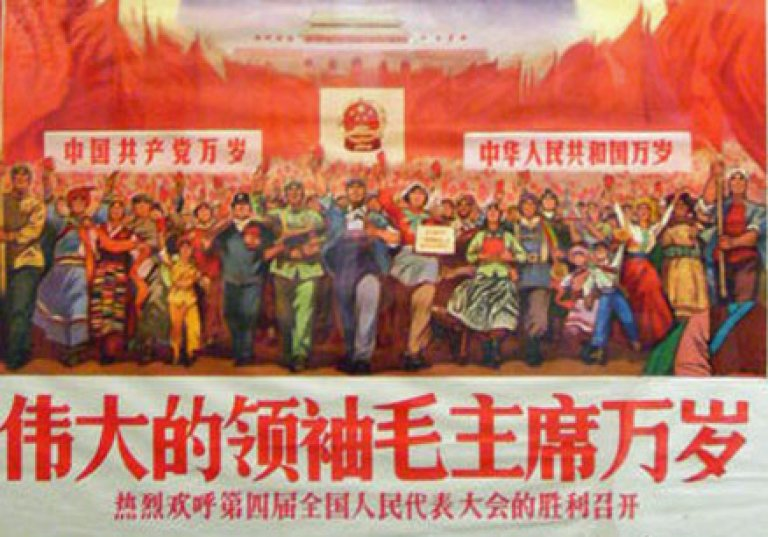 中国共产党万岁
中华人民共和国万岁
伟大的领袖毛主席万岁
热烈欢呼第四届全国人民代表大会的胜利召开